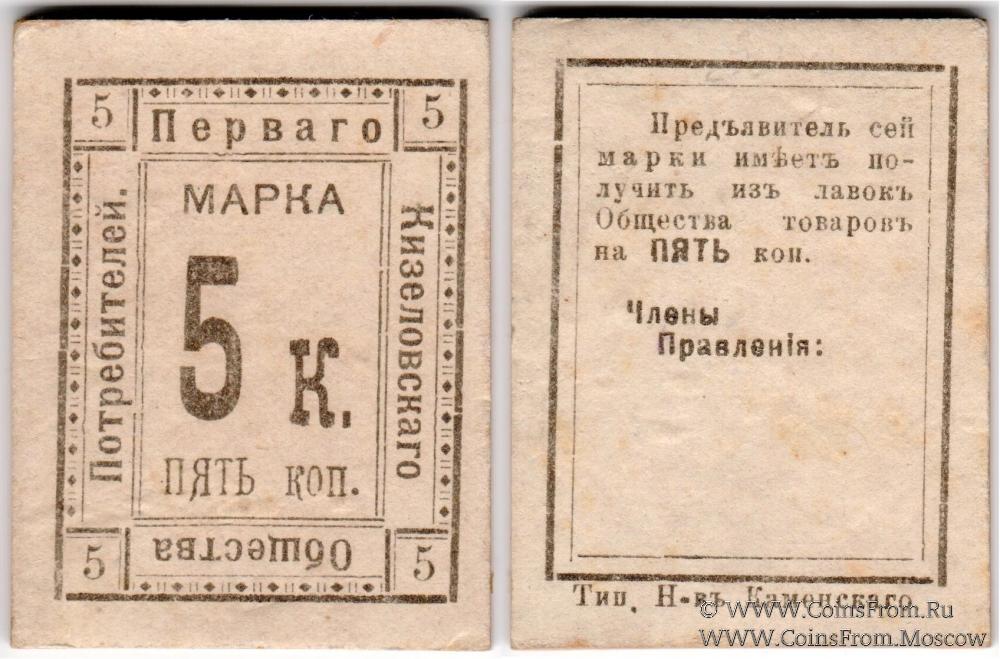 5
Перваго
5
Кизеловскаго
Общества
Потребителей.
МАРКА
5 к.
ПЯТЬ коп.
5
5
Предъявитель сей
марки имѣетъ по-
лучить изъ лавокъ
Общества товаровъ
на ПЯТЬ коп.
Члены
Правленія:
Тип. Н-въ Каменскаго
© WWW.CoinsFrom.Ru
WWW.CoinsFrom.Moscow